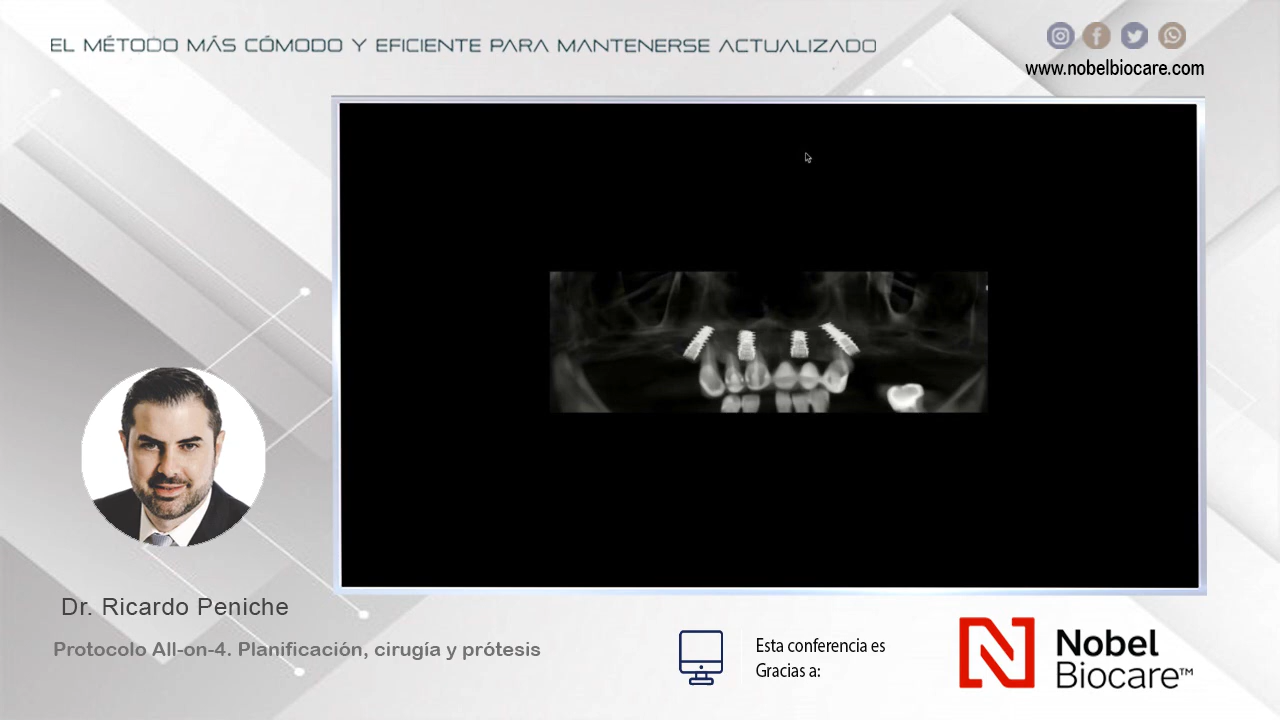 EL MÉTODO MÁS CÓMODO Y EFICIENTE PARA MANTENERSE ACTUALIZADO
www.nobelbiocare.com
Dr. Ricardo Peniche
Protocolo All-on-4. Planificación, cirugía y prótesis
Esta conferencia es
Gracias a:
Nobel
Biocare™